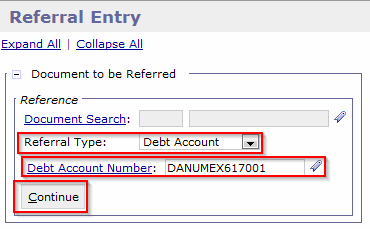 Referral Entry
Expand All | Collapse All
Document to be Referred
Reference
Document Search:
Referral Type: Debt Account
Debt Account Number: DANUMEX617001
Continue